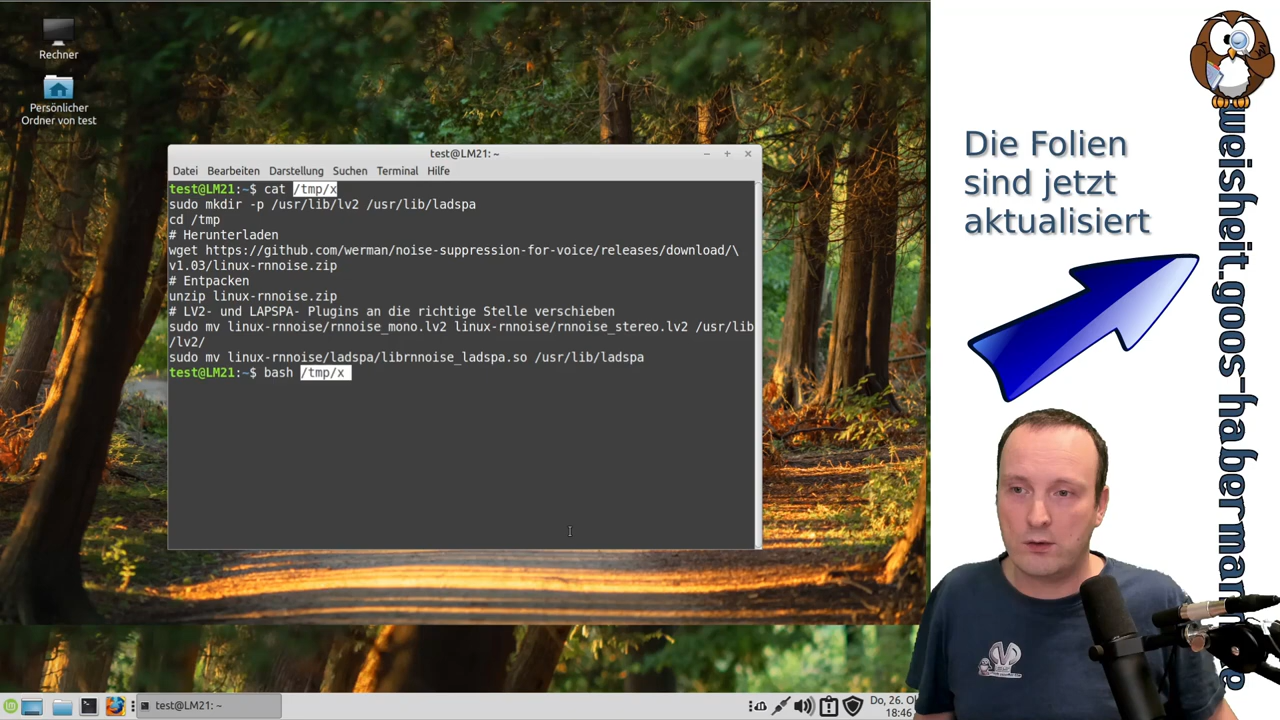 Rechner
Persönlicher
Ordner von test
test@LM21: ~
Datei Bearbeiten Darstellung Suchen Terminal Hilfe
test@LM21:~$ cat /tmp/x
sudo mkdir -p /usr/lib/lv2 /usr/lib/ladspa
cd /tmp
# Herunterladen
wget https://github.com/werman/noise-suppression-for-voice/releases/download/\
v1.03/linux-rnnoise.zip
# Entpacken
unzip linux-rnnoise.zip
# LV2- und LAPSPA- Plugins an die richtige Stelle verschieben
sudo mv linux-rnnoise/rnnoise_mono.lv2 linux-rnnoise/rnnoise_stereo.lv2 /usr/lib
/lv2/
sudo mv linux-rnnoise/ladspa/librnnoise_ladspa.so /usr/lib/ladspa
test@LM21:~$ bash /tmp/x
Die Folien
sind jetzt
aktualisiert
test@LM21: ~
Do, 26. O
18:46